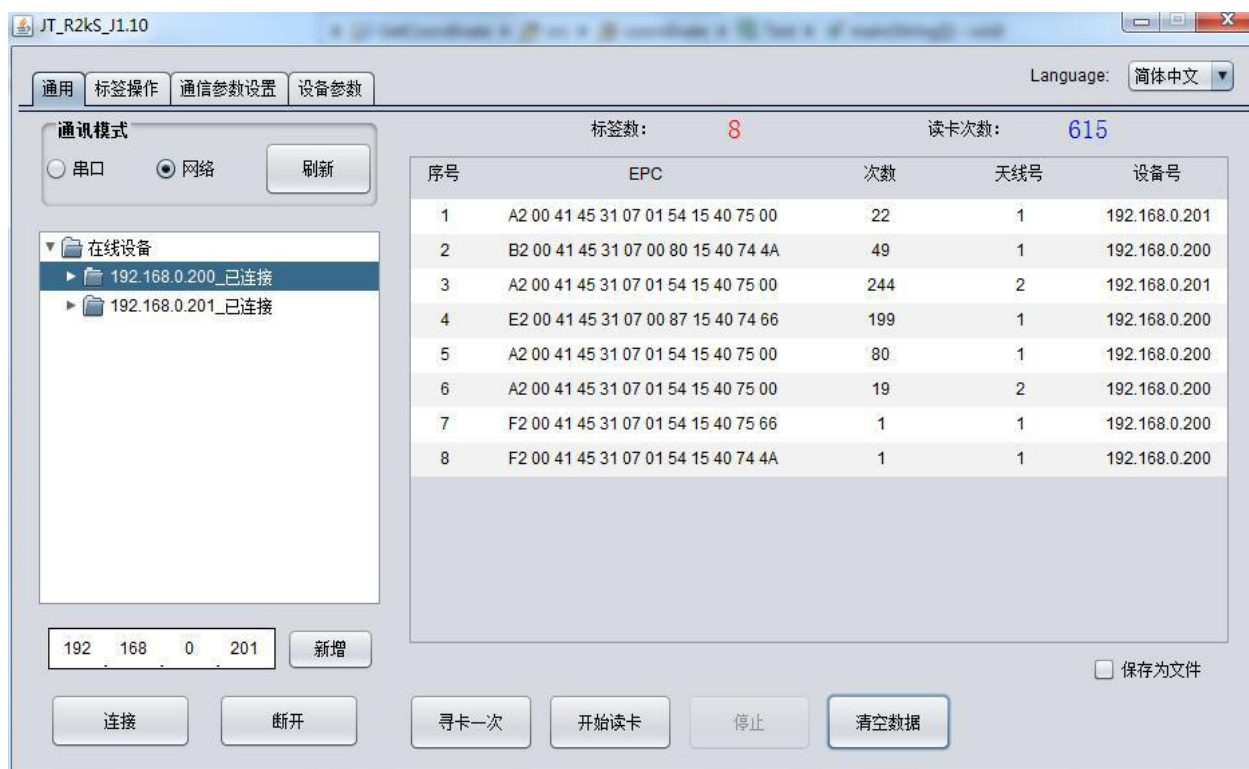 JT_R2kS_J1.10
Language: 简体中文
通用 标签操作 通信参数设置 设备参数
通讯模式
串口 网络 刷新
标签数: 8 读卡次数: 615
序号 EPC 次数 天线号 设备号
1 A2 00 41 45 31 07 01 54 15 40 75 00 22 1 192.168.0.201
2 B2 00 41 45 31 07 00 80 15 40 74 4A 49 1 192.168.0.200
3 A2 00 41 45 31 07 01 54 15 40 75 00 244 2 192.168.0.201
4 E2 00 41 45 31 07 00 87 15 40 74 66 199 1 192.168.0.200
5 A2 00 41 45 31 07 01 54 15 40 75 00 80 1 192.168.0.200
6 A2 00 41 45 31 07 01 54 15 40 75 00 19 2 192.168.0.200
7 F2 00 41 45 31 07 01 54 15 40 75 66 1 1 192.168.0.200
8 F2 00 41 45 31 07 01 54 15 40 74 4A 1 1 192.168.0.200
在线设备
192.168.0.200_已连接
192.168.0.201_已连接
192 . 168 . 0 . 201 新增
保存为文件
连接 断开 寻卡一次 开始读卡 停止 清空数据